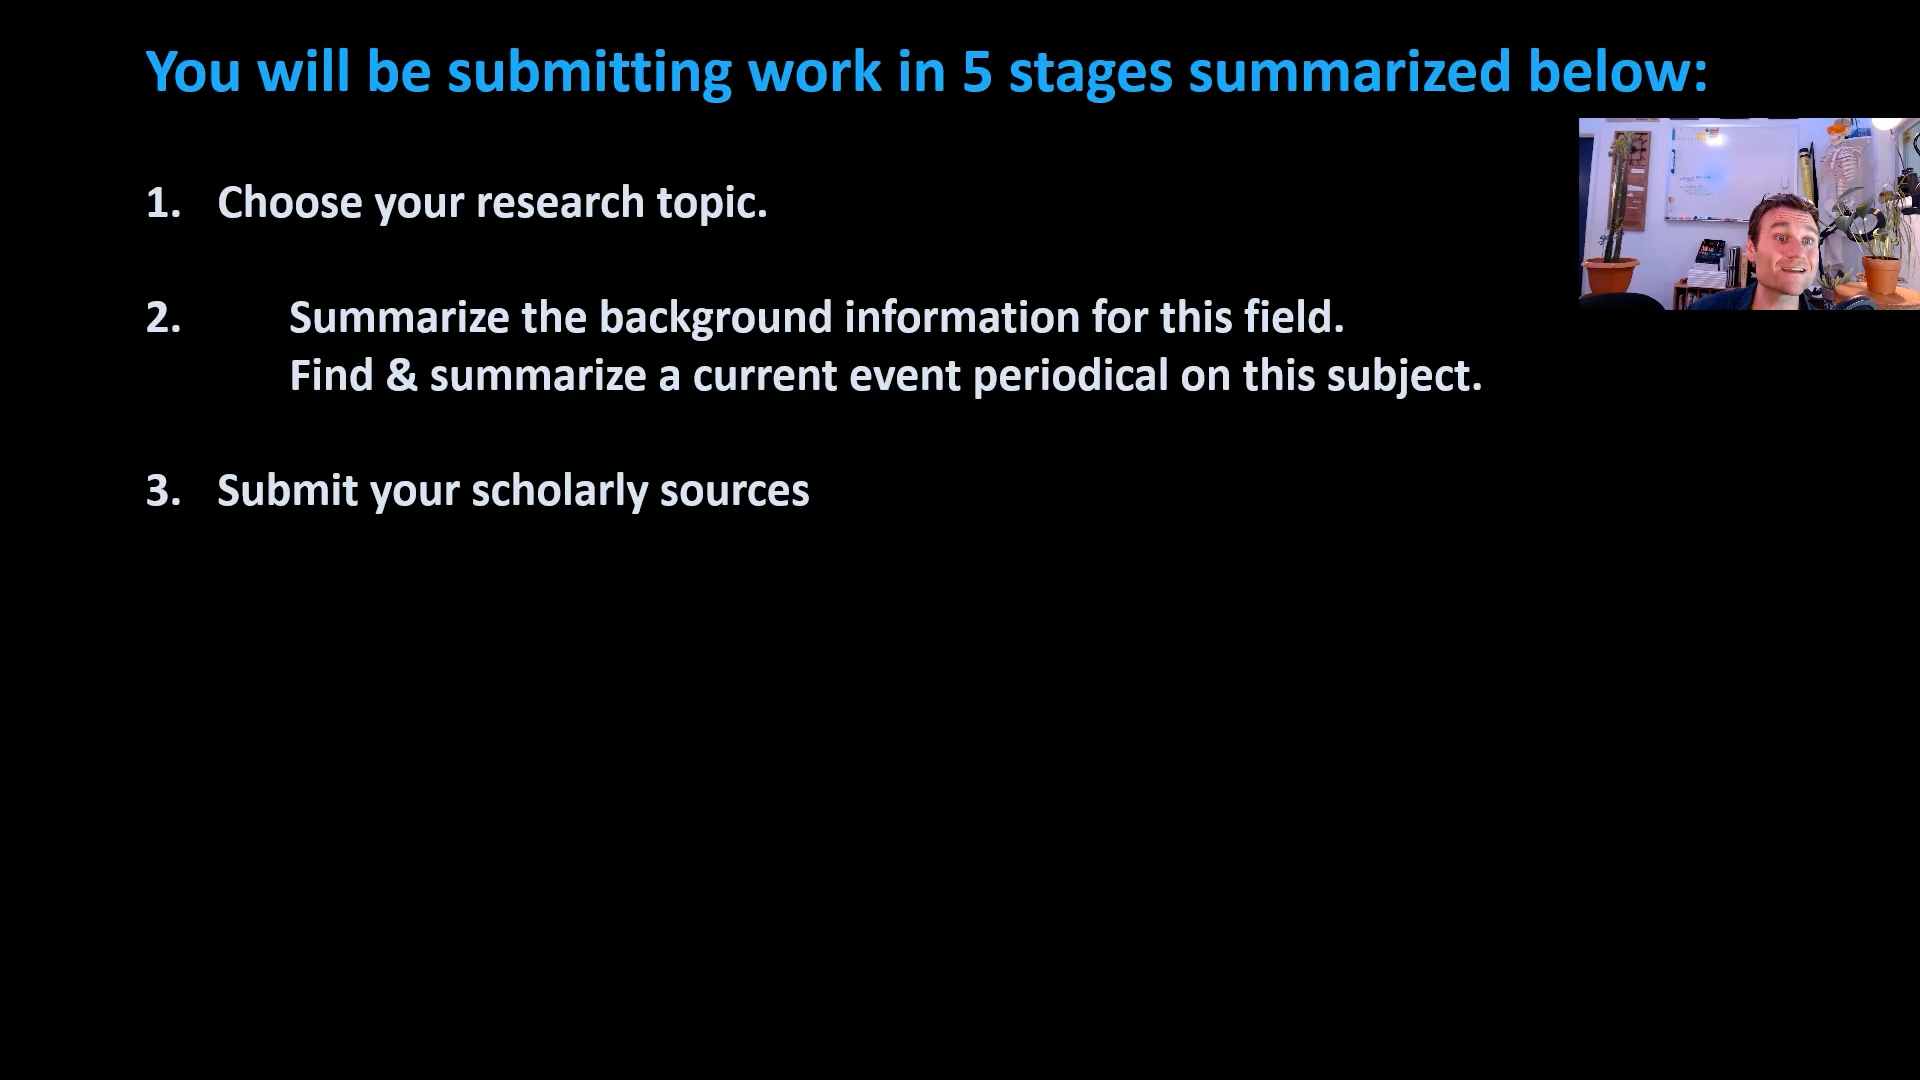 You will be submitting work in 5 stages summarized below:
1. Choose your research topic.
2. Summarize the background information for this field.
Find & summarize a current event periodical on this subject.
3. Submit your scholarly sources